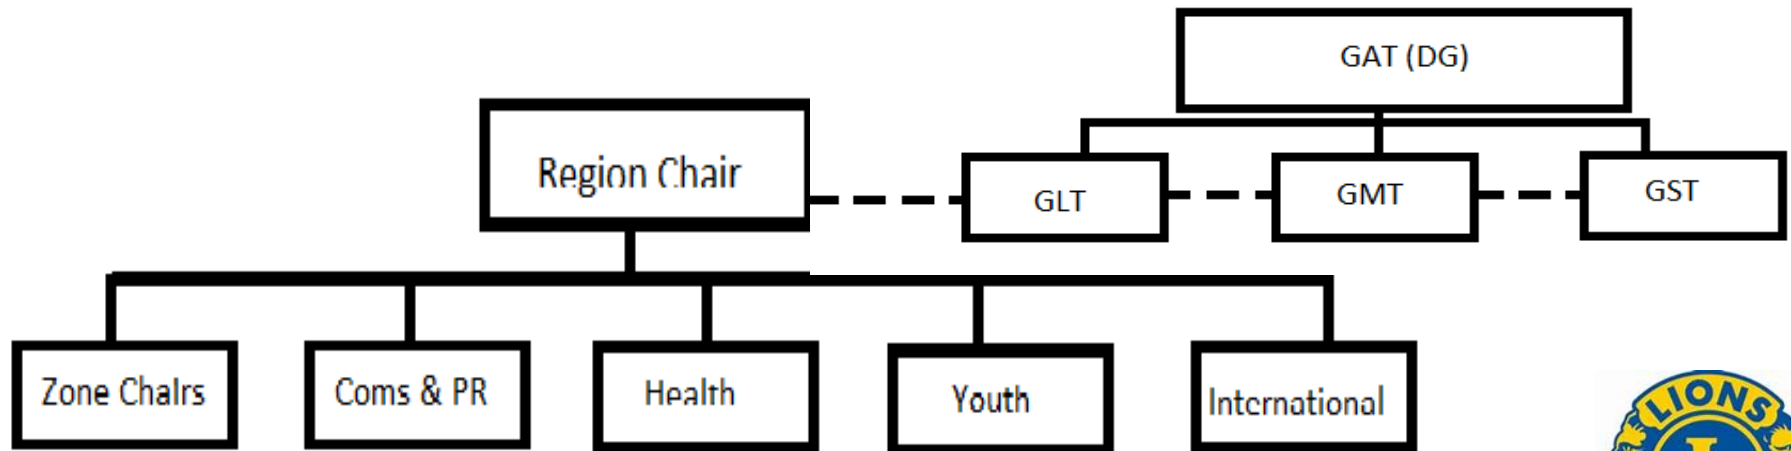 GAT (DG)
Region Chair
GLT
GMT
GST
Zone Chairs
Coms & PR
Health
Youth
International
LIONS
L